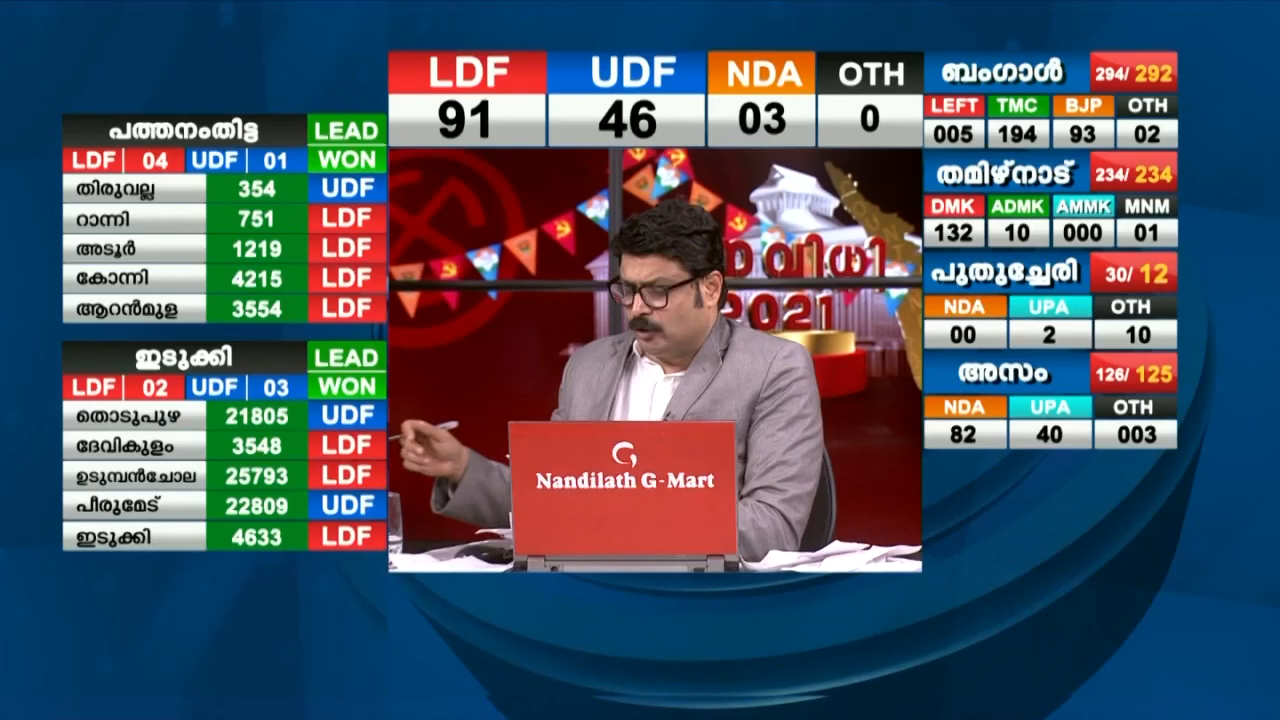 LDF UDF NDA OTH
91 46 03 0
പത്തനംതിട്ട LEAD
LDF 04 UDF 01 WON
തിരുവല്ല 354 UDF
റാന്നി 751 LDF
അടൂർ 1219 LDF
കോന്നി 4215 LDF
ആറൻമുള 3554 LDF
ഇടുക്കി LEAD
LDF 02 UDF 03 WON
തൊടുപുഴ 21805 UDF
ദേവികുളം 3548 LDF
ഉടുമ്പൻചോല 25793 LDF
പീരുമേട് 22809 UDF
ഇടുക്കി 4633 LDF
വിധി
2021
Nandilath G-Mart
ബംഗാൾ 294/ 292
LEFT TMC BJP OTH
005 194 93 02
തമിഴ്നാട് 234/ 234
DMK ADMK AMMK MNM
132 10 000 01
പുതുച്ചേരി 30/ 12
NDA UPA OTH
00 2 10
അസം 126/ 125
NDA UPA OTH
82 40 003